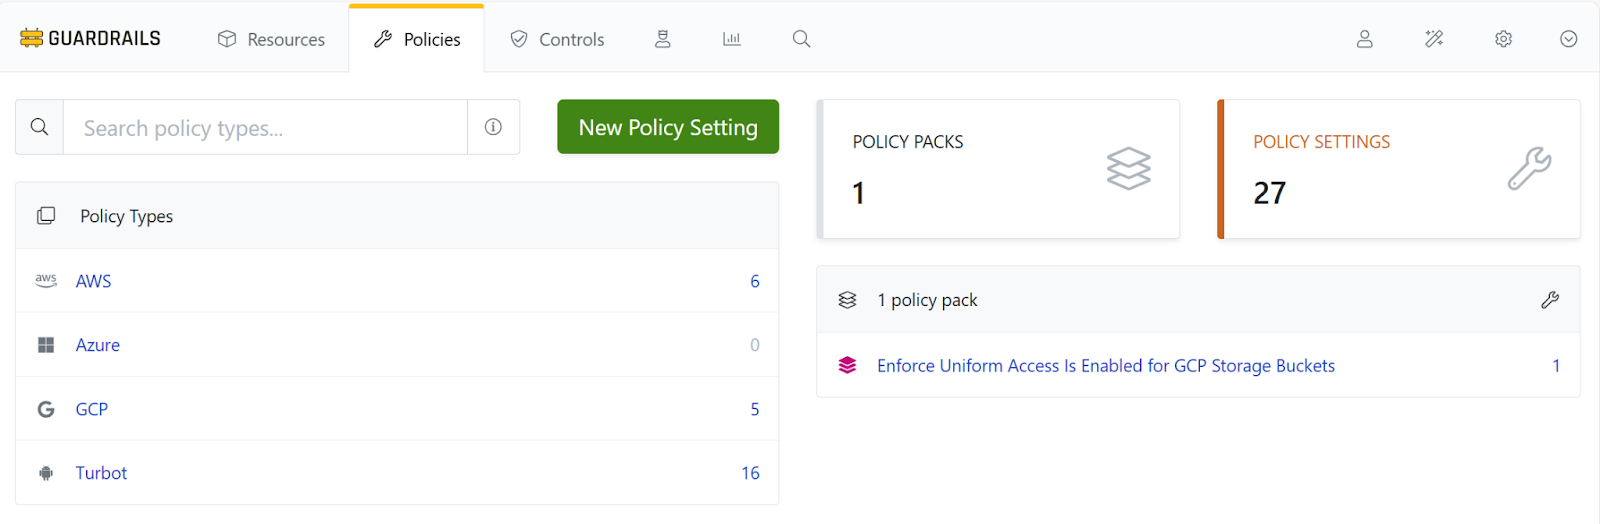 GUARDRAILS
Resources
Policies
Controls
Search policy types...
New Policy Setting
POLICY PACKS
1
POLICY SETTINGS
27
Policy Types
aws AWS 6
Azure 0
GCP 5
Turbot 16
1 policy pack
Enforce Uniform Access Is Enabled for GCP Storage Buckets 1